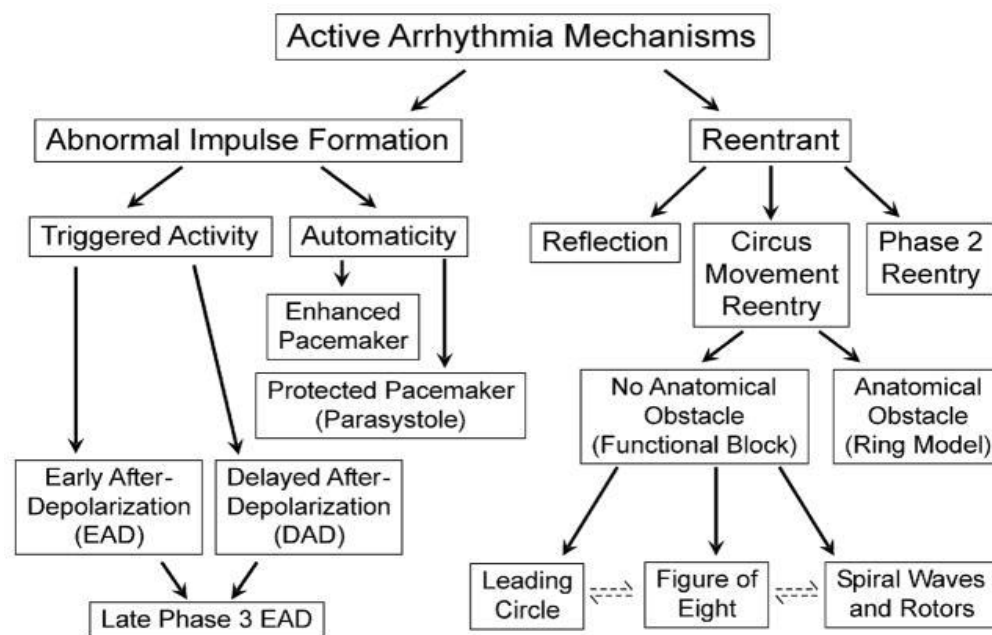 Active Arrhythmia Mechanisms
Abnormal Impulse Formation
Reentrant
Triggered Activity
Automaticity
Reflection
Circus
Movement
Reentry
Phase 2
Reentry
Enhanced
Pacemaker
Protected Pacemaker
(Parasystole)
No Anatomical
Obstacle
(Functional Block)
Anatomical
Obstacle
(Ring Model)
Early After-
Depolarization
(EAD)
Delayed After-
Depolarization
(DAD)
Late Phase 3 EAD
Leading
Circle
Figure of
Eight
Spiral Waves
and Rotors